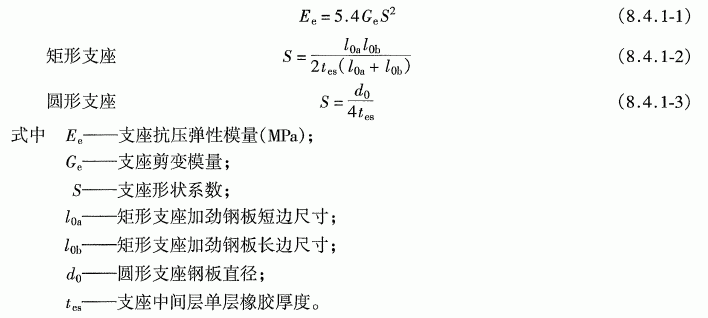 E_e = 5.4G_eS^2 (8.4.1-1)
矩形支座 S = \frac{l_{0a}l_{0b}}{2t_{es}(l_{0a}+l_{0b})} (8.4.1-2)
圆形支座 S = \frac{d_0}{4t_{es}} (8.4.1-3)
式中 E_e——支座抗压弹性模量(MPa);
G_e——支座剪变模量;
S——支座形状系数;
l_{0a}——矩形支座加劲钢板短边尺寸;
l_{0b}——矩形支座加劲钢板长边尺寸;
d_0——圆形支座钢板直径;
t_{es}——支座中间层单层橡胶厚度。